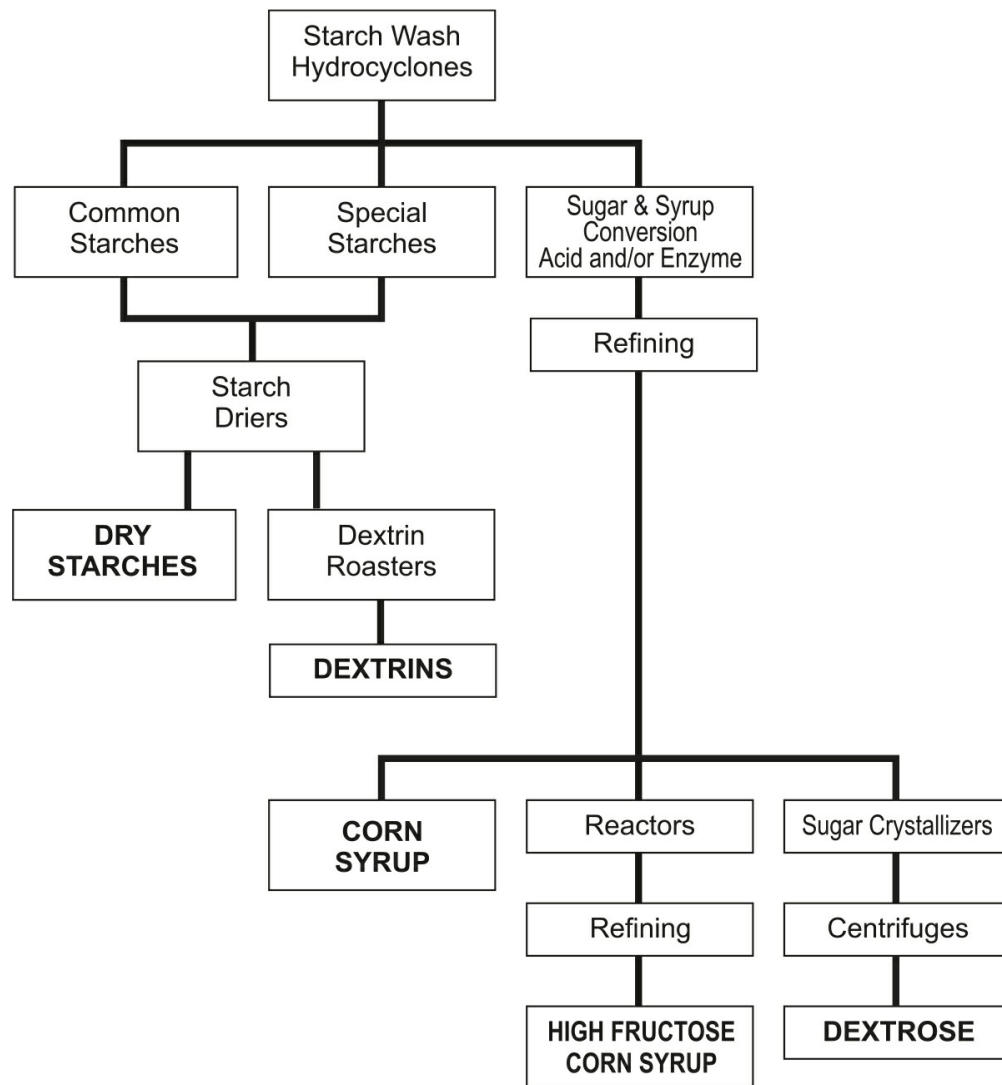 Starch Wash
Hydrocyclones
Common
Starches
Special
Starches
Sugar & Syrup
Conversion
Acid and/or Enzyme
Refining
Starch
Driers
DRY
STARCHES
Dextrin
Roasters
DEXTRINS
CORN
SYRUP
Reactors
Sugar Crystallizers
Refining
Centrifuges
HIGH FRUCTOSE
CORN SYRUP
DEXTROSE